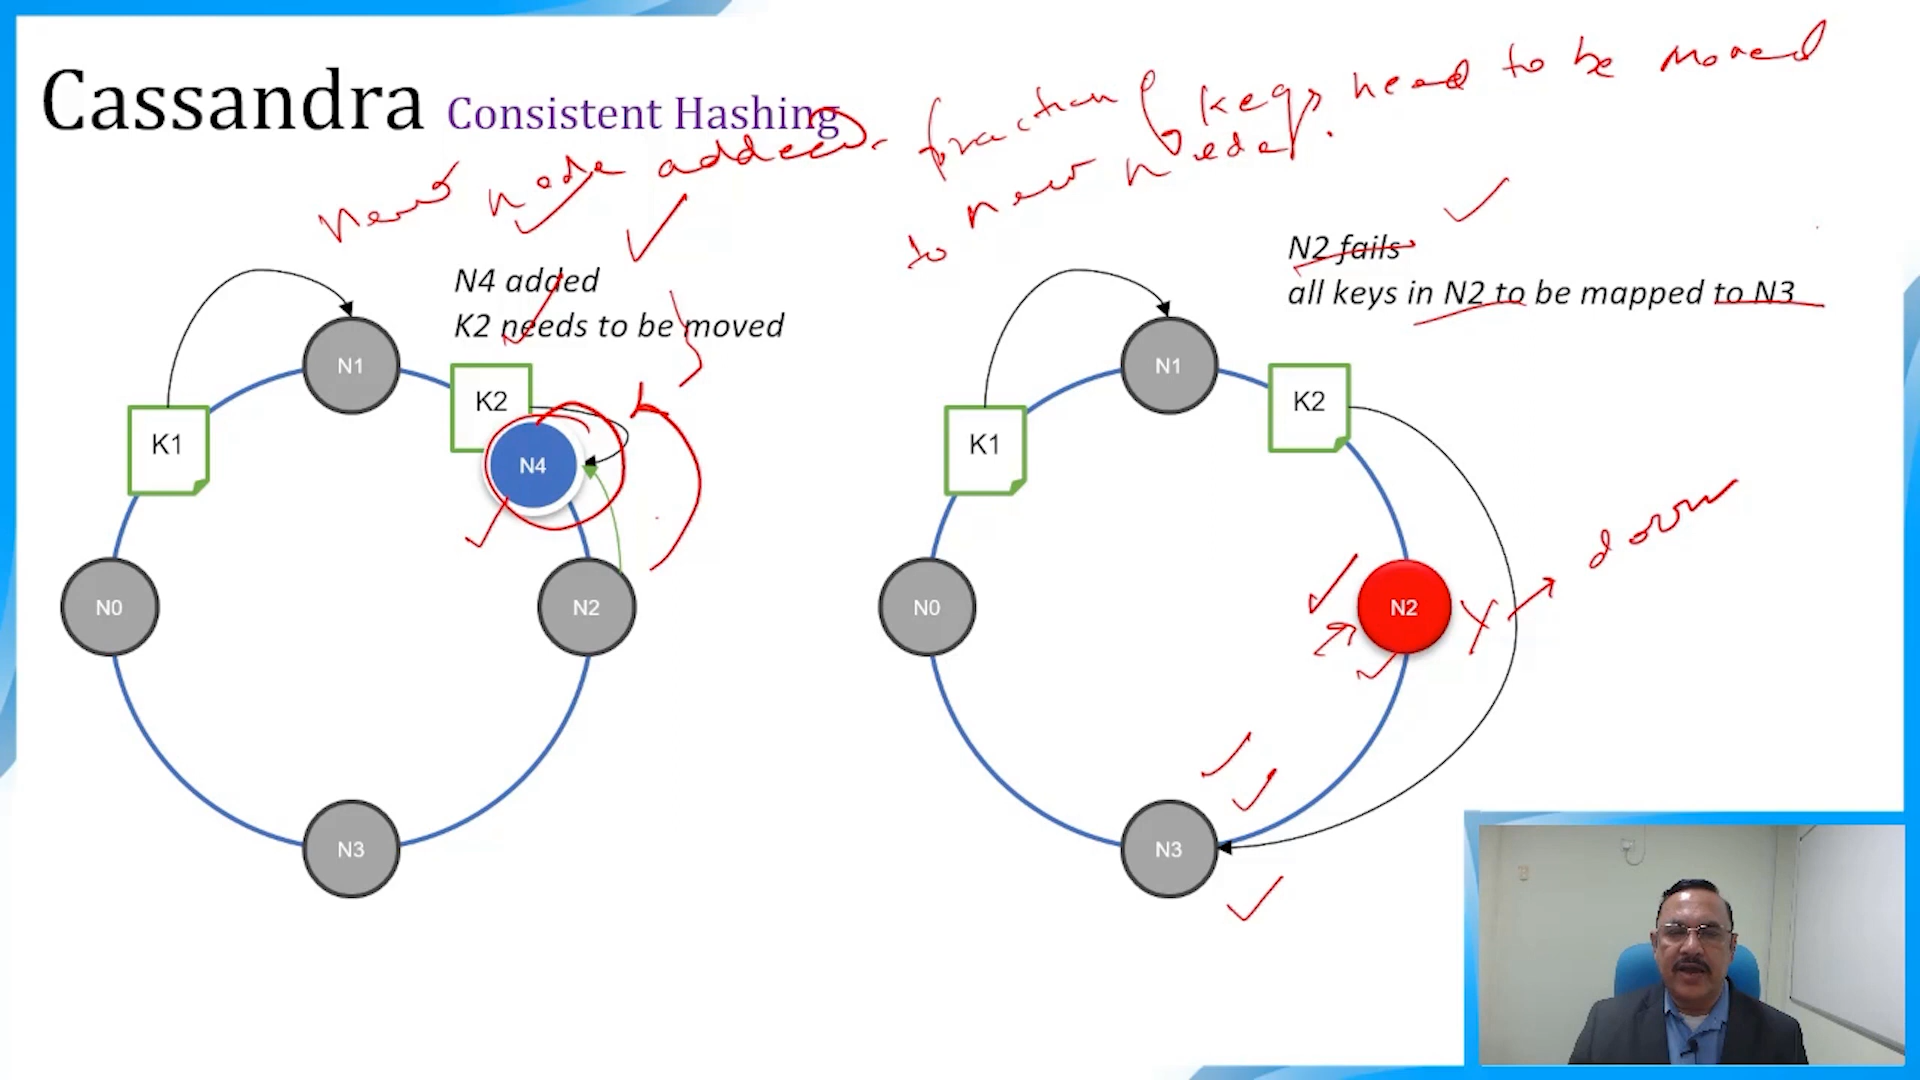 Cassandra Consistent Hashing
New node added. fraction of keys need to be moved
to new node.
N4 added
K2 needs to be moved
N1
K2
K1
N4
N0
N2
N3
N2 fails
all keys in N2 to be mapped to N3
N1
K2
K1
down
N0
N2
N3